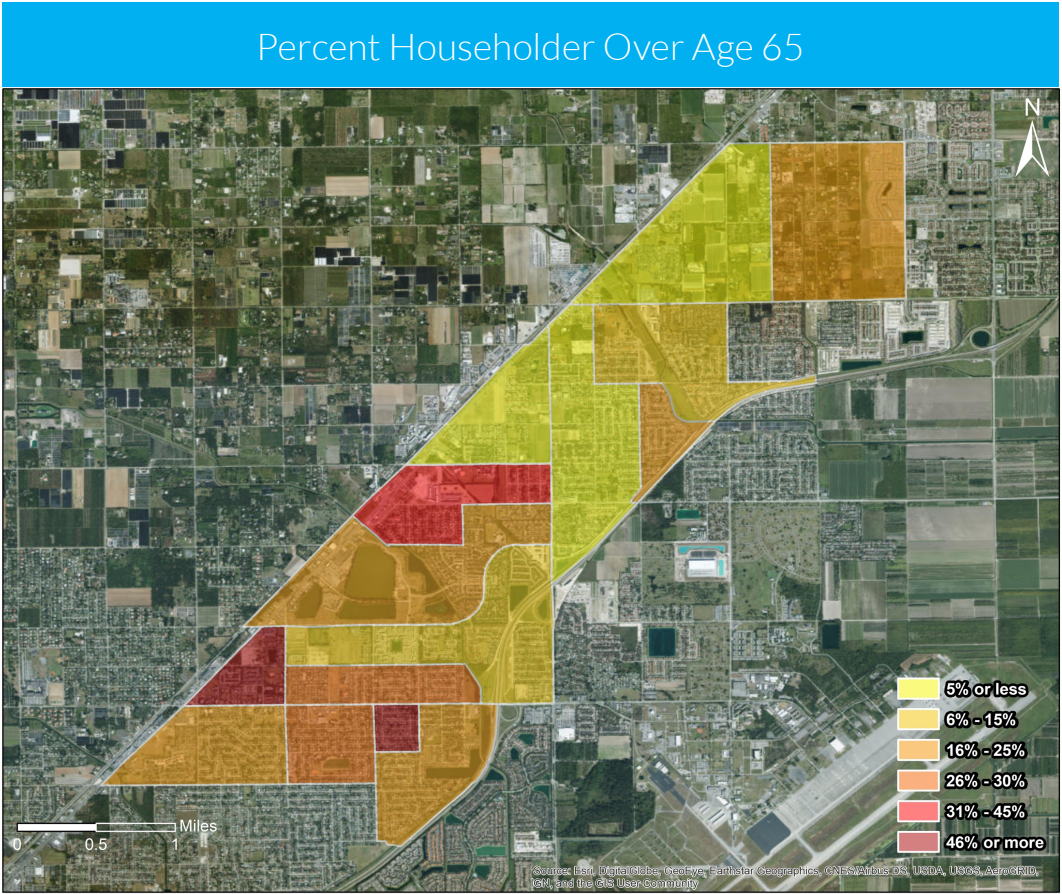 Percent Householder Over Age 65
N
5% or less
6% - 15%
16% - 25%
26% - 30%
31% - 45%
46% or more
Miles
0 0.5 1
Source: Esri, DigitalGlobe, GeoEye, Earthstar Geographics, CNES/Airbus DS, USDA, USGS, AeroGRID,
IGN, and the GIS User Community